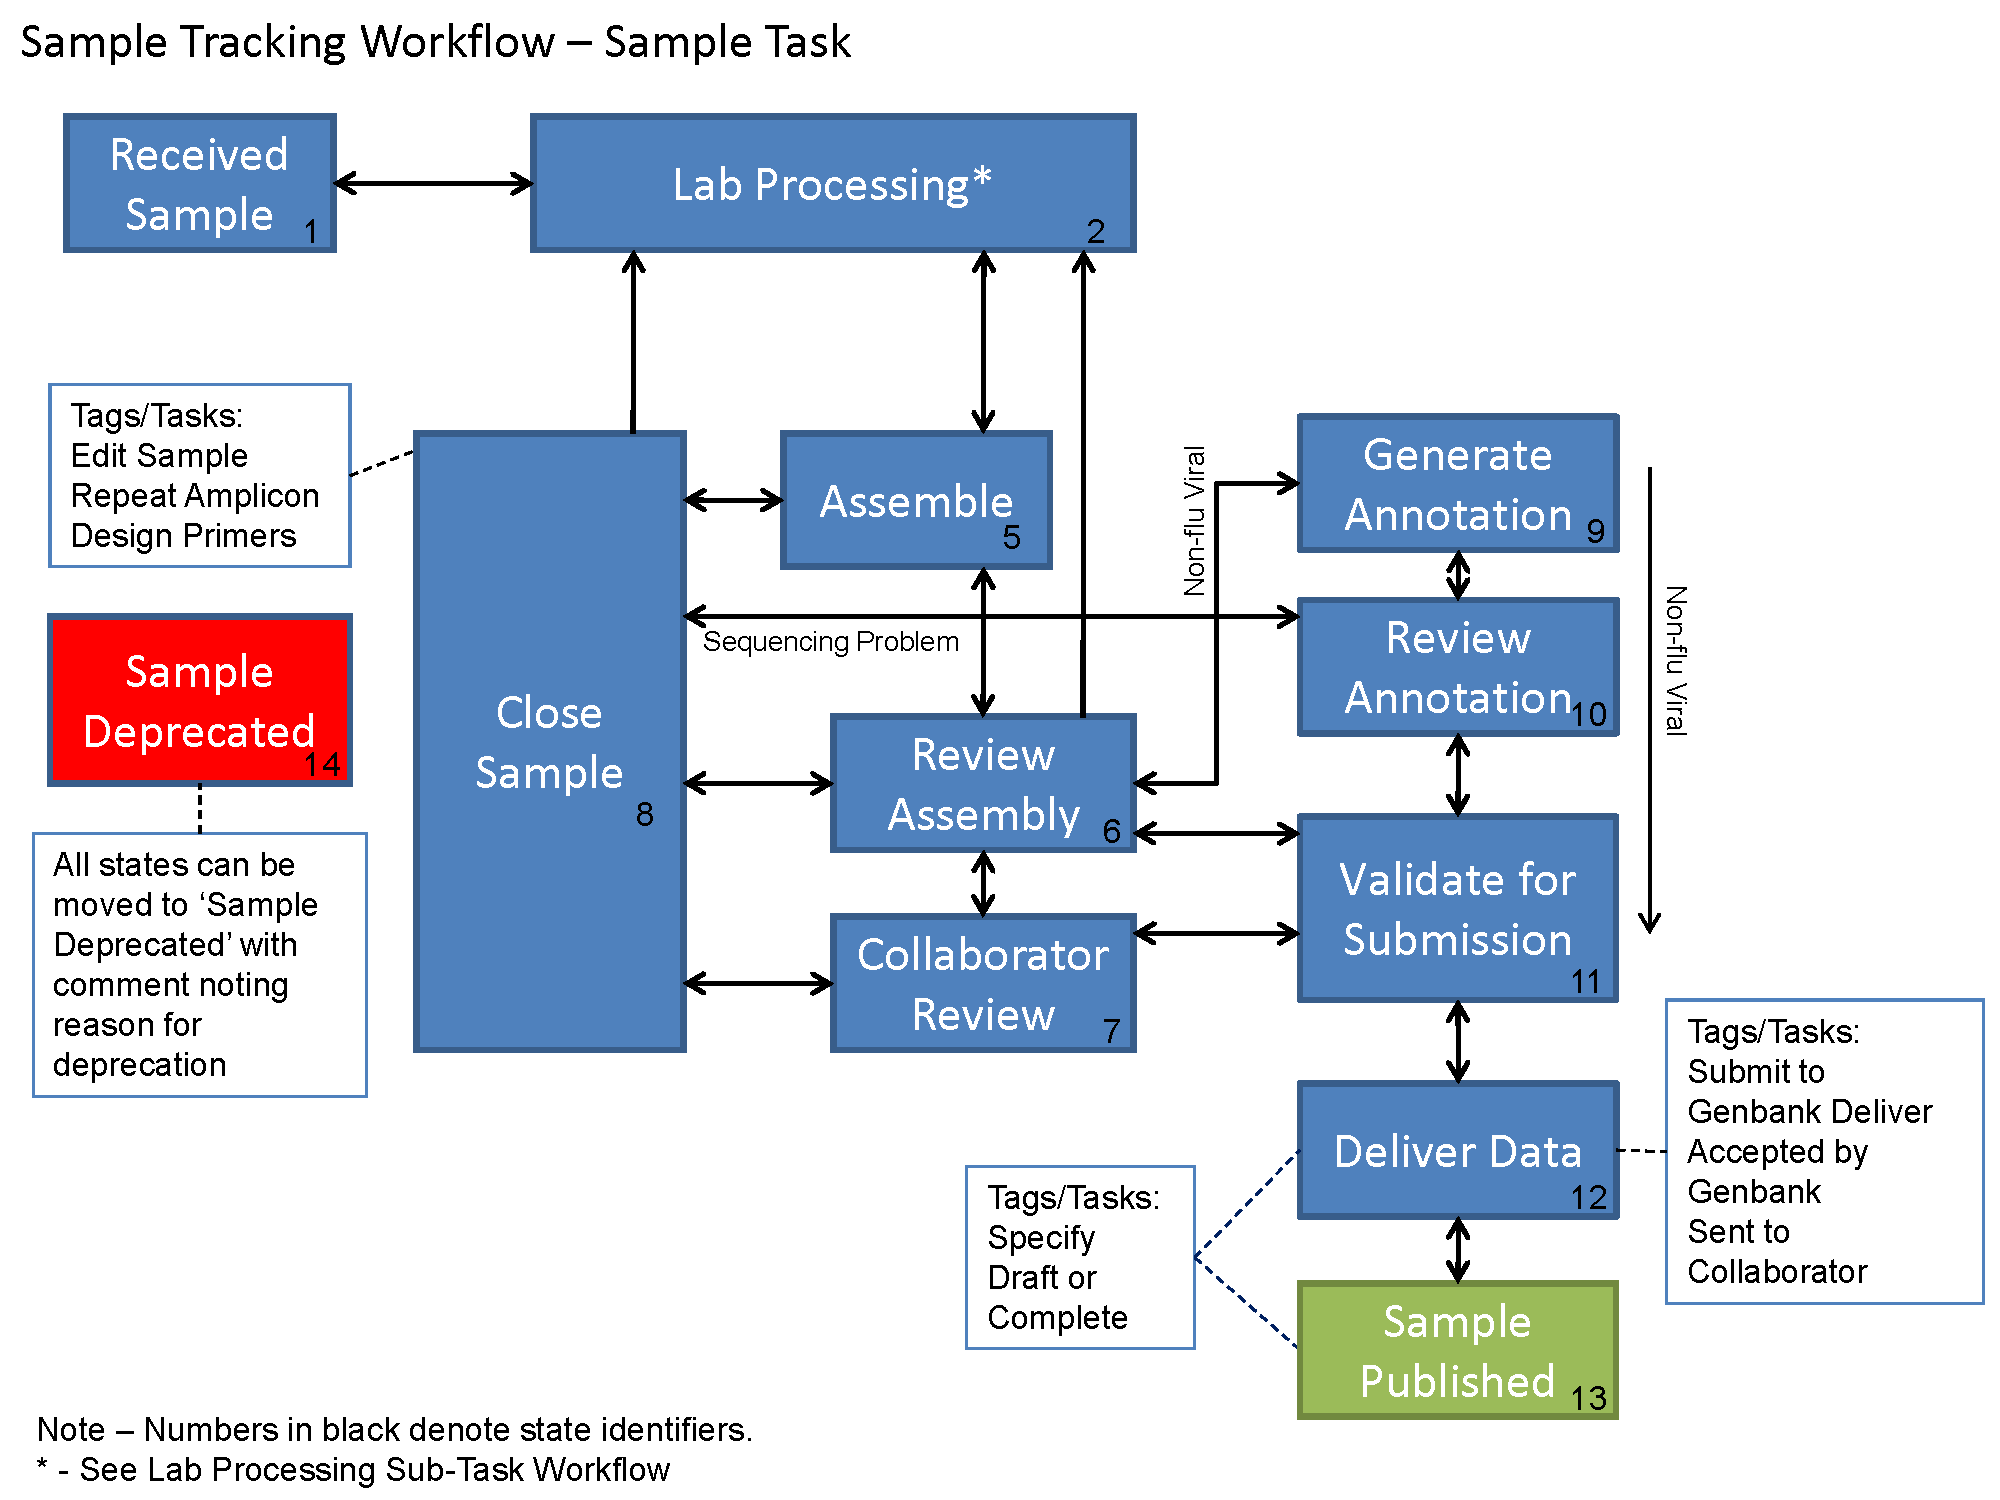 Sample Tracking Workflow – Sample Task
Received
Sample
1
Lab Processing*
2
Tags/Tasks:
Edit Sample
Repeat Amplicon
Design Primers
Close
Sample
8
Assemble
5
Non-flu Viral
Generate
Annotation
9
Sequencing Problem
Review
Annotation
10
Non-flu Viral
Sample
Deprecated
14
Review
Assembly
6
All states can be
moved to ‘Sample
Deprecated’ with
comment noting
reason for
deprecation
Collaborator
Review
7
Validate for
Submission
11
Tags/Tasks:
Submit to
Genbank Deliver
Accepted by
Genbank
Sent to
Collaborator
Deliver Data
12
Tags/Tasks:
Specify
Draft or
Complete
Sample
Published
13
Note – Numbers in black denote state identifiers.
* - See Lab Processing Sub-Task Workflow